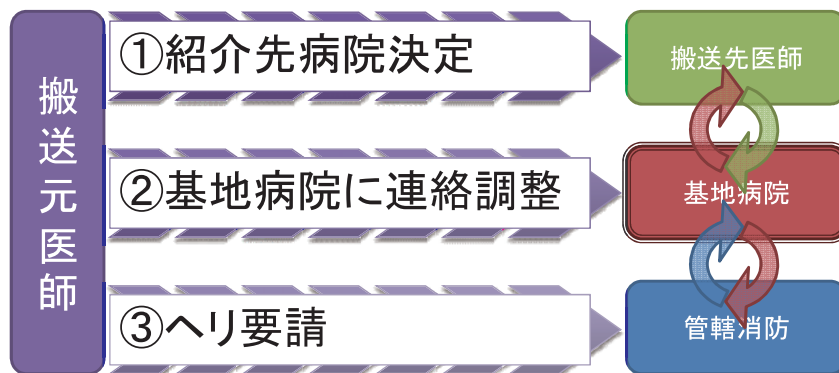 搬送元医師
①紹介先病院決定
搬送先医師
②基地病院に連絡調整
基地病院
③ヘリ要請
管轄消防